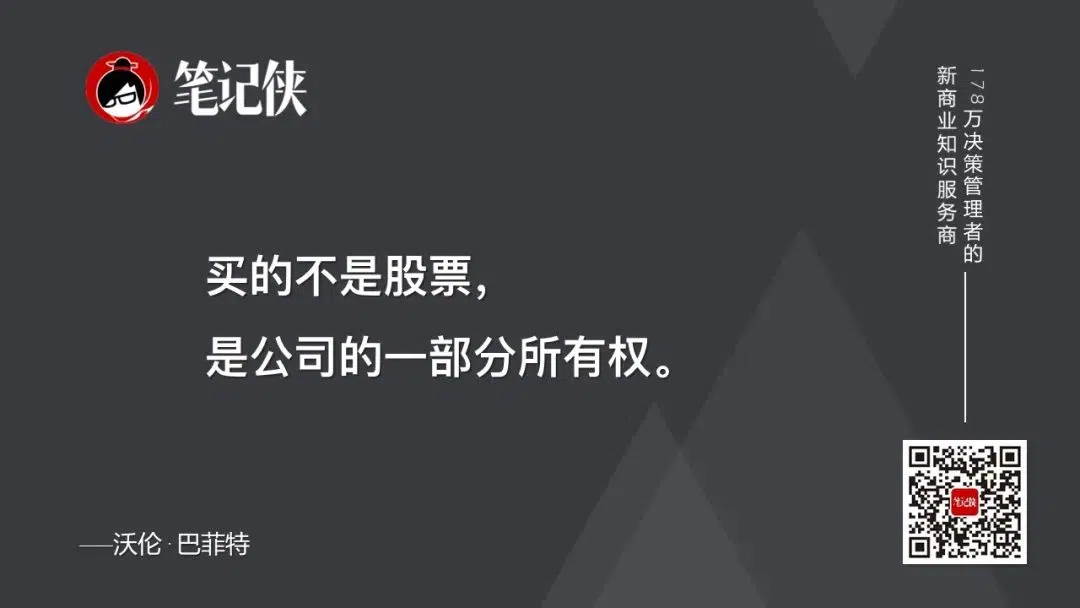 笔记侠
178万决策管理者的
新商业知识服务商
买的不是股票，
是公司的一部分所有权。
——沃伦·巴菲特
笔记侠